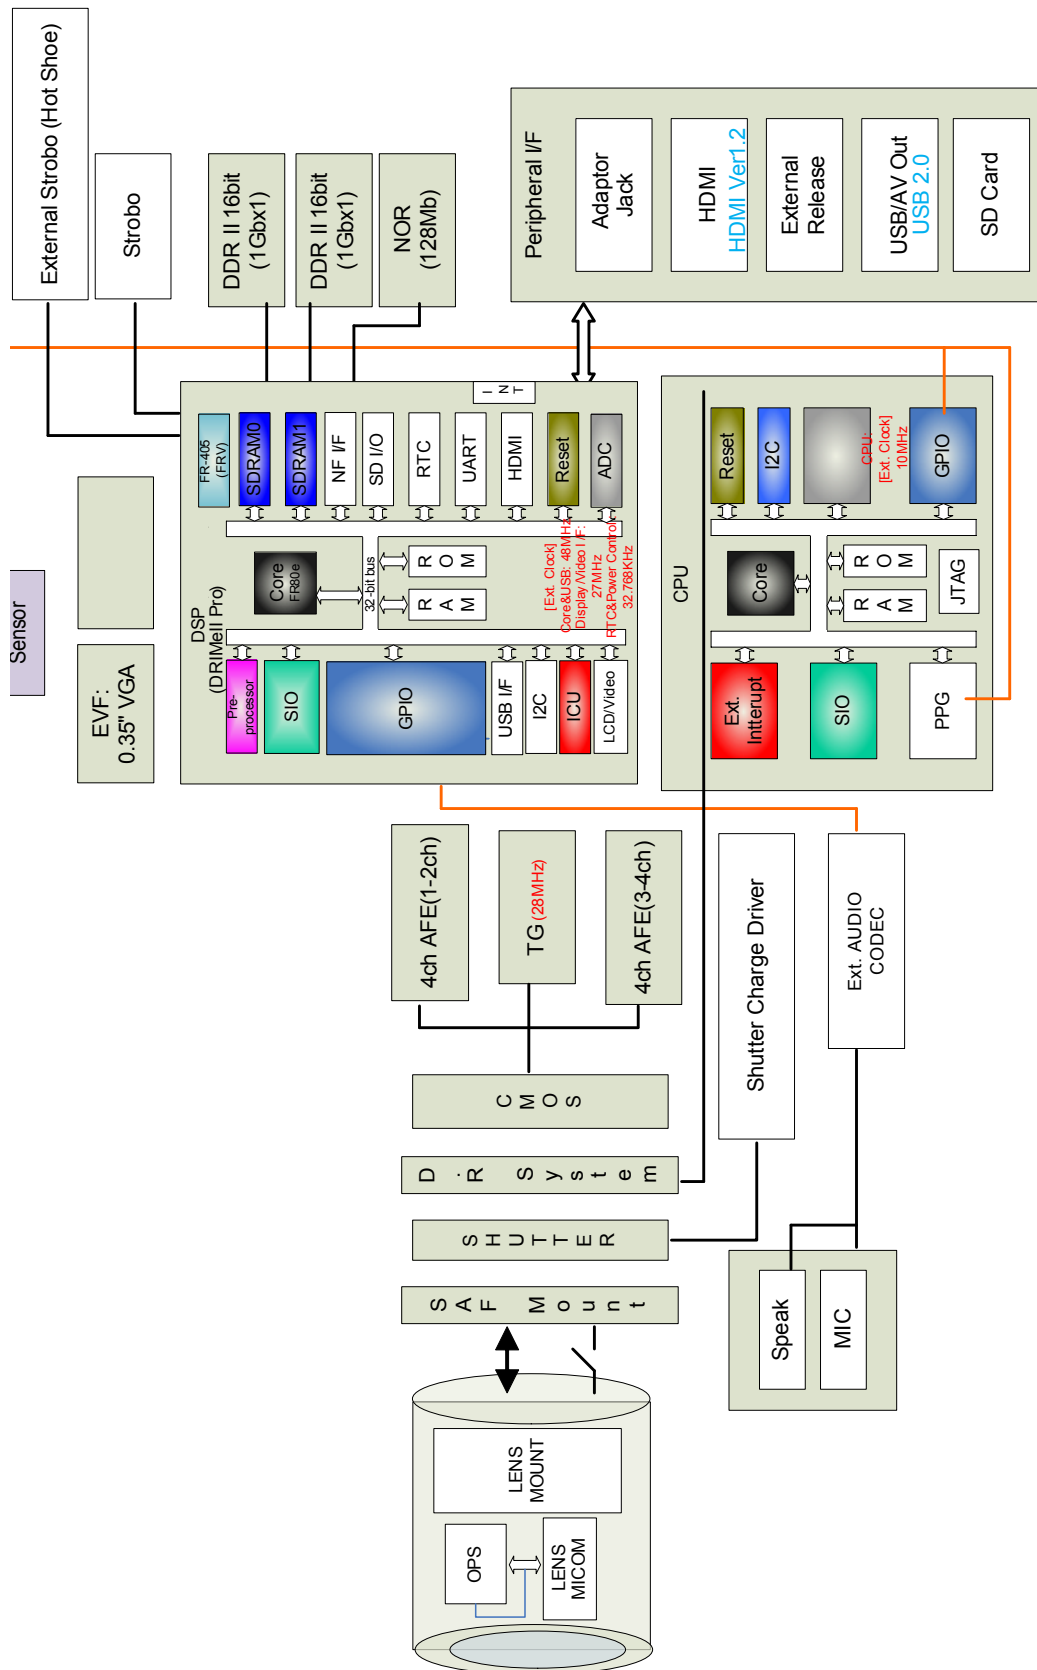 External Strobo (Hot Shoe)
Strobo
DDR II 16bit
(1Gbx1)
DDR II 16bit
(1Gbx1)
NOR
(128Mb)
Peripheral I/F
Adaptor
Jack
HDMI
HDMI Ver1.2
External
Release
USB/AV Out
USB 2.0
SD Card
Sensor
EVF:
0.35" VGA
DSP
(DRIMeII Pro)
FR-405
(FRV)
SDRAM0
SDRAM1
NF I/F
SD I/O
RTC
UART
HDMI
Reset
ADC
INT
Core
FR80e
32-bit bus
ROM
RAM
[Ext. Clock]
Core&USB: 48MHz
Display/Video I/F:
27MHz
RTC&Power Control:
32.768KHz
Pre-
processor
SIO
GPIO
USB I/F
I2C
ICU
LCD/Video
CPU
Reset
I2C
CPU:
[Ext. Clock]
10MHz
GPIO
Core
ROM
RAM
JTAG
Ext.
Intterupt
SIO
PPG
4ch AFE(1-2ch)
TG (28MHz)
4ch AFE(3-4ch)
CMOS
D.R System
SHUTTER
SAF Mount
Shutter Charge Driver
Ext. AUDIO
CODEC
Speak
MIC
LENS
MOUNT
OPS
LENS
MICOM